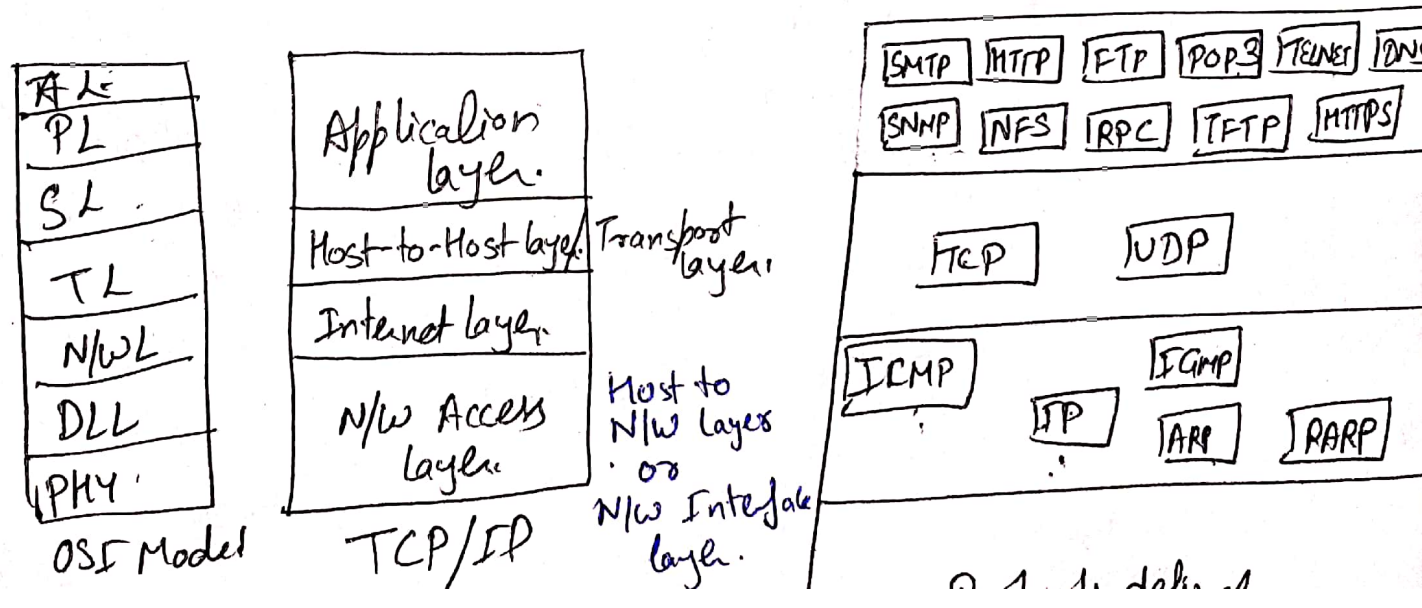 AL
PL
SL
TL
N/WL
DLL
PHY
OSI Model
Application
layer.
Host-to-Host layer
Internet layer.
N/W Access
layer.
TCP/IP
Transport
layer.
Host to
N/W layer
or
N/W Interface
layer.
SMTP HTTP FTP POP3 TELNET
SNMP NFS RPC TFTP HTTPS
TCP UDP
ICMP IGMP
IP ARP RARP